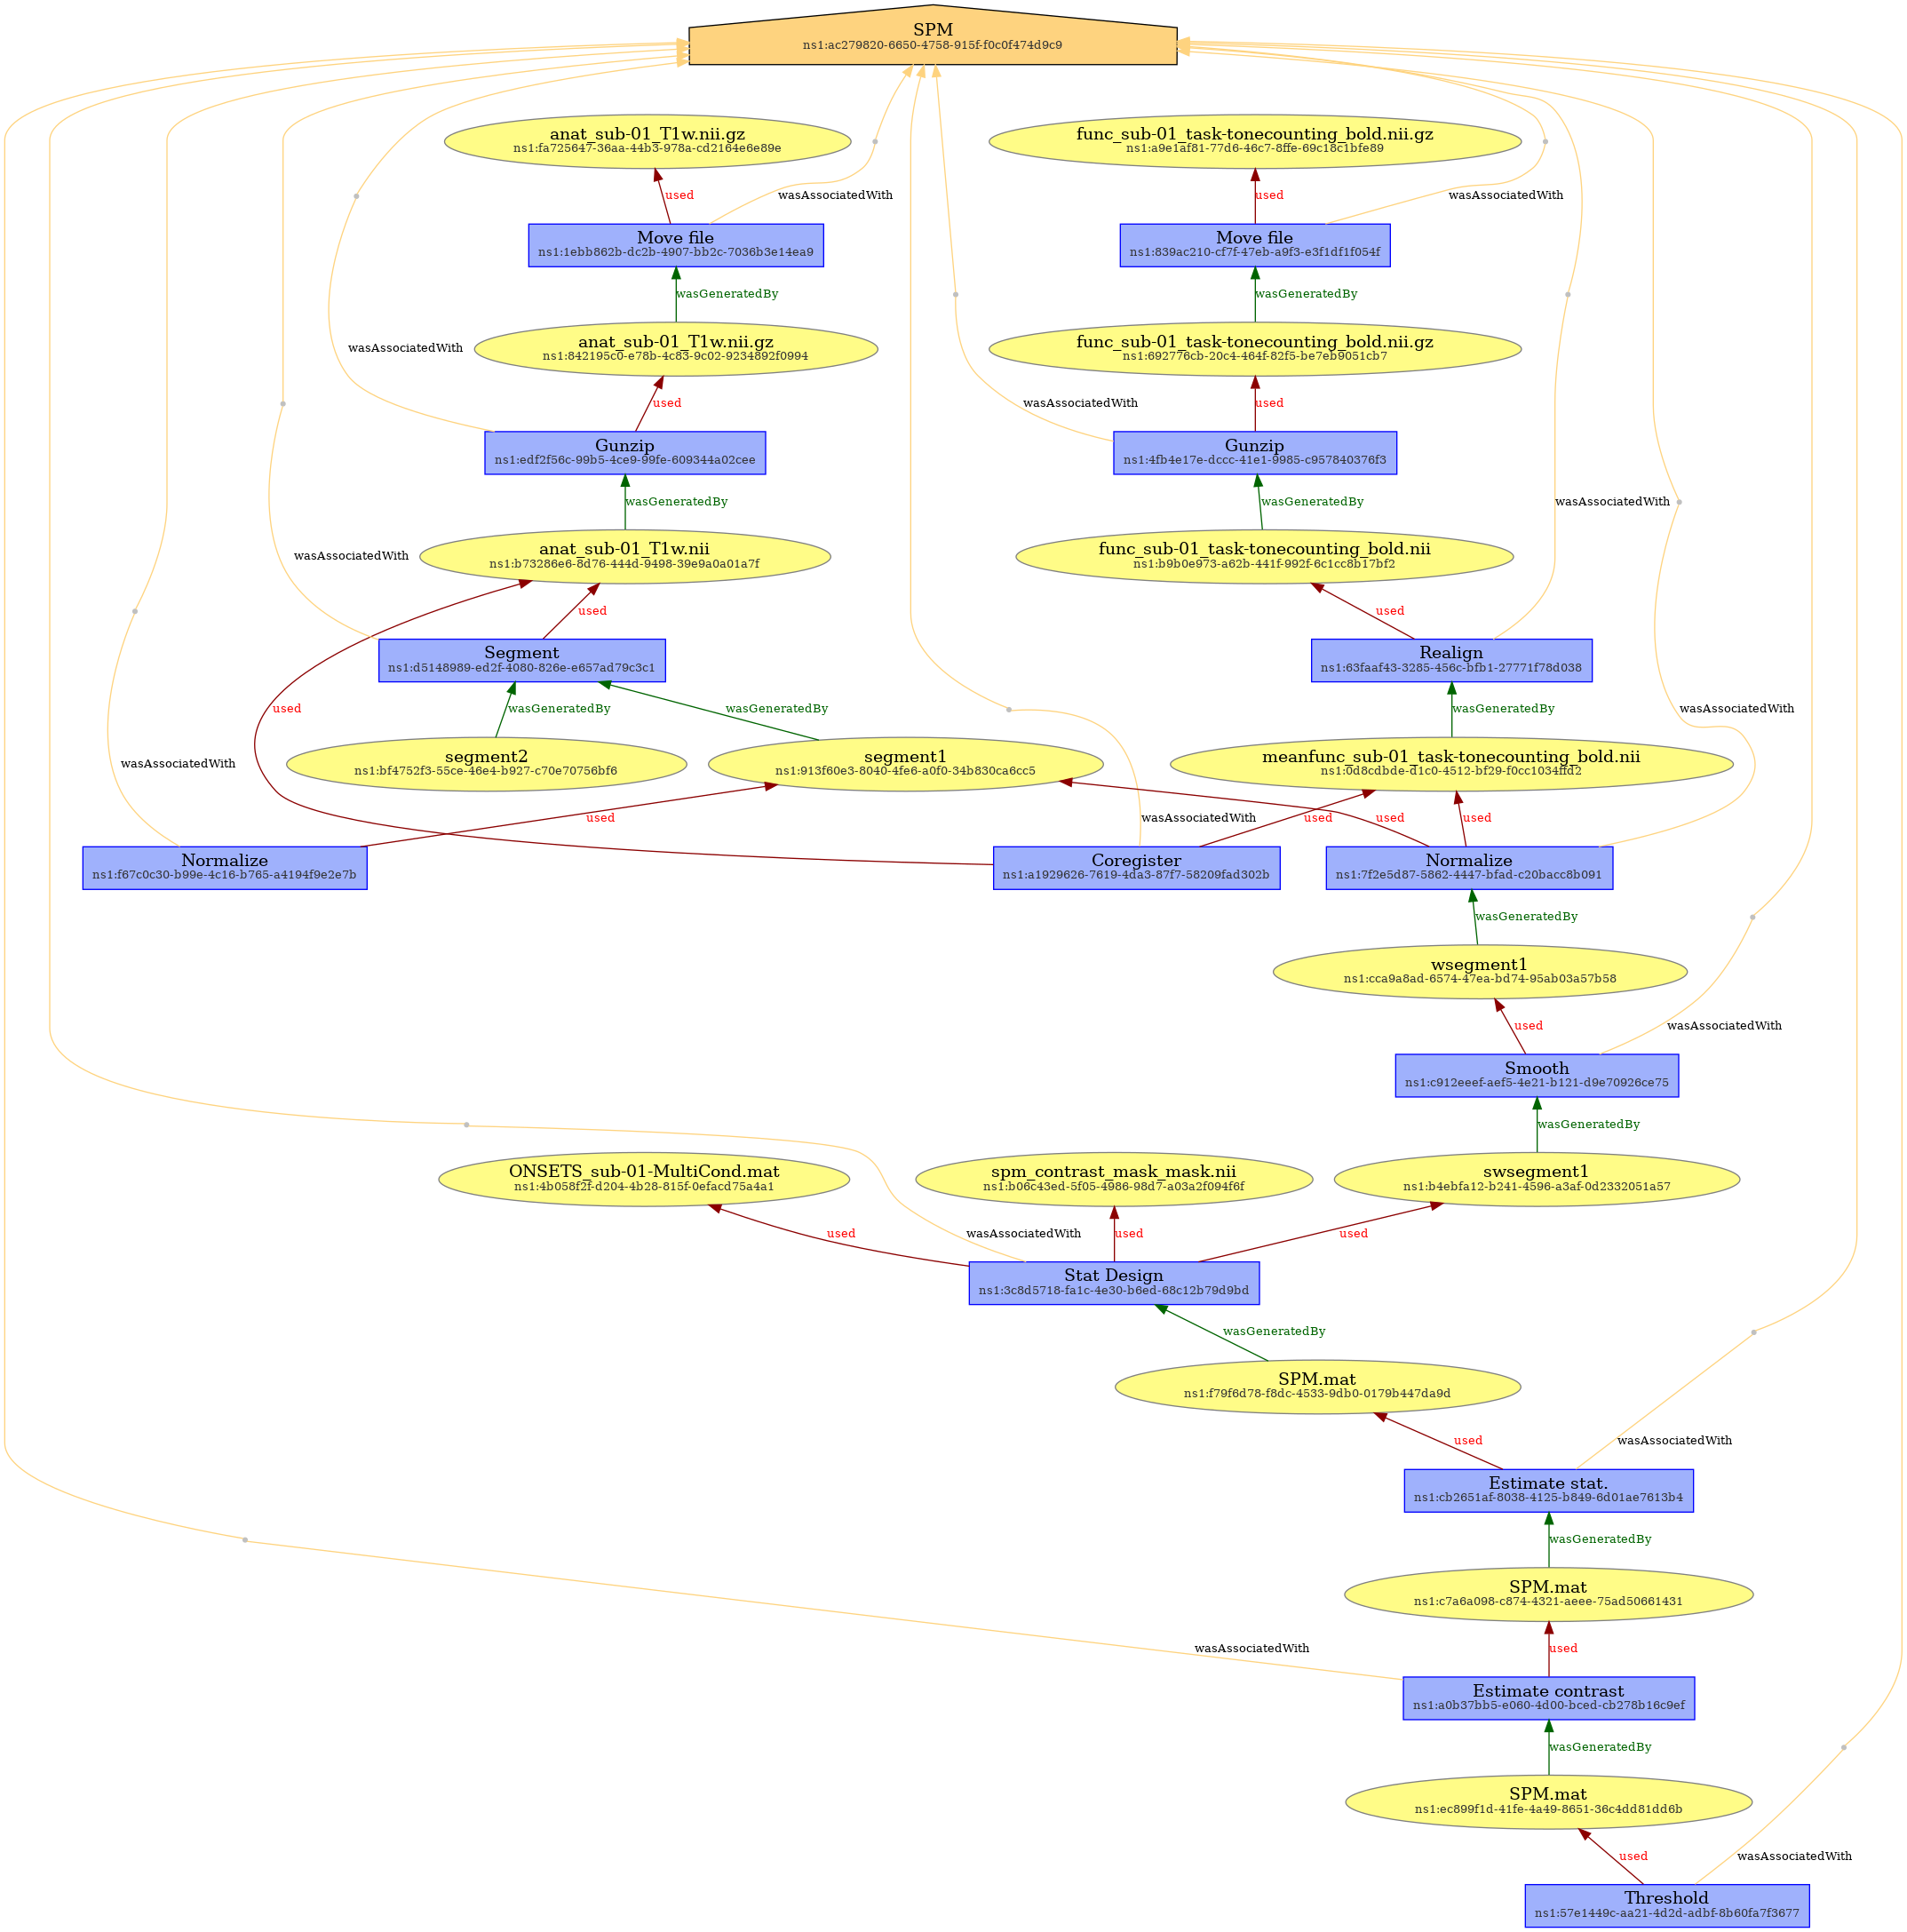 SPM
ns1:ac279820-6650-4758-915f-f0c0f474d9c9
anat_sub-01_T1w.nii.gz
ns1:fa725647-36aa-44b3-978a-cd2164e6e89e
func_sub-01_task-tonecounting_bold.nii.gz
ns1:a9e1af81-77d6-46c7-8ffe-69c18c1bfe89
used
wasAssociatedWith
used
wasAssociatedWith
Move file
ns1:1ebb862b-dc2b-4907-bb2c-7036b3e14ea9
Move file
ns1:839ac210-cf7f-47eb-a9f3-e3f1df1f054f
wasGeneratedBy
wasGeneratedBy
anat_sub-01_T1w.nii.gz
ns1:842195c0-e78b-4c83-9c02-9234892f0994
func_sub-01_task-tonecounting_bold.nii.gz
ns1:692776cb-20c4-464f-82f5-be7eb9051cb7
wasAssociatedWith
used
wasAssociatedWith
used
Gunzip
ns1:edf2f56c-99b5-4ce9-99fe-609344a02cee
Gunzip
ns1:4fb4e17e-dccc-41e1-9985-c957840376f3
wasGeneratedBy
wasGeneratedBy
wasAssociatedWith
anat_sub-01_T1w.nii
ns1:b73286e6-8d76-444d-9498-39e9a0a01a7f
func_sub-01_task-tonecounting_bold.nii
ns1:b9b0e973-a62b-441f-992f-6c1cc8b17bf2
wasAssociatedWith
used
used
Segment
ns1:d5148989-ed2f-4080-826e-e657ad79c3c1
Realign
ns1:63faaf43-3285-456c-bfb1-27771f78d038
used
wasGeneratedBy
wasGeneratedBy
wasGeneratedBy
wasAssociatedWith
segment2
ns1:bf4752f3-55ce-46e4-b927-c70e70756bf6
segment1
ns1:913f60e3-8040-4fe6-a0f0-34b830ca6cc5
meanfunc_sub-01_task-tonecounting_bold.nii
ns1:0d8cdbde-d1c0-4512-bf29-f0cc1034ffd2
wasAssociatedWith
used
wasAssociatedWith
used
used
used
Normalize
ns1:f67c0c30-b99e-4c16-b765-a4194f9e2e7b
Coregister
ns1:a1929626-7619-4da3-87f7-58209fad302b
Normalize
ns1:7f2e5d87-5862-4447-bfad-c20bacc8b091
wasGeneratedBy
wsegment1
ns1:cca9a8ad-6574-47ea-bd74-95ab03a57b58
used
wasAssociatedWith
Smooth
ns1:c912eeef-aef5-4e21-b121-d9e70926ce75
wasGeneratedBy
ONSETS_sub-01-MultiCond.mat
ns1:4b058f2f-d204-4b28-815f-0efacd75a4a1
spm_contrast_mask_mask.nii
ns1:b06c43ed-5f05-4986-98d7-a03a2f094f6f
swsegment1
ns1:b4ebfa12-b241-4596-a3af-0d2332051a57
used
wasAssociatedWith
used
used
Stat Design
ns1:3c8d5718-fa1c-4e30-b6ed-68c12b79d9bd
wasGeneratedBy
SPM.mat
ns1:f79f6d78-f8dc-4533-9db0-0179b447da9d
used
wasAssociatedWith
Estimate stat.
ns1:cb2651af-8038-4125-b849-6d01ae7613b4
wasGeneratedBy
SPM.mat
ns1:c7a6a098-c874-4321-aeee-75ad50661431
wasAssociatedWith
used
Estimate contrast
ns1:a0b37bb5-e060-4d00-bced-cb278b16c9ef
wasGeneratedBy
SPM.mat
ns1:ec899f1d-41fe-4a49-8651-36c4dd81dd6b
used
wasAssociatedWith
Threshold
ns1:57e1449c-aa21-4d2d-adbf-8b60fa7f3677